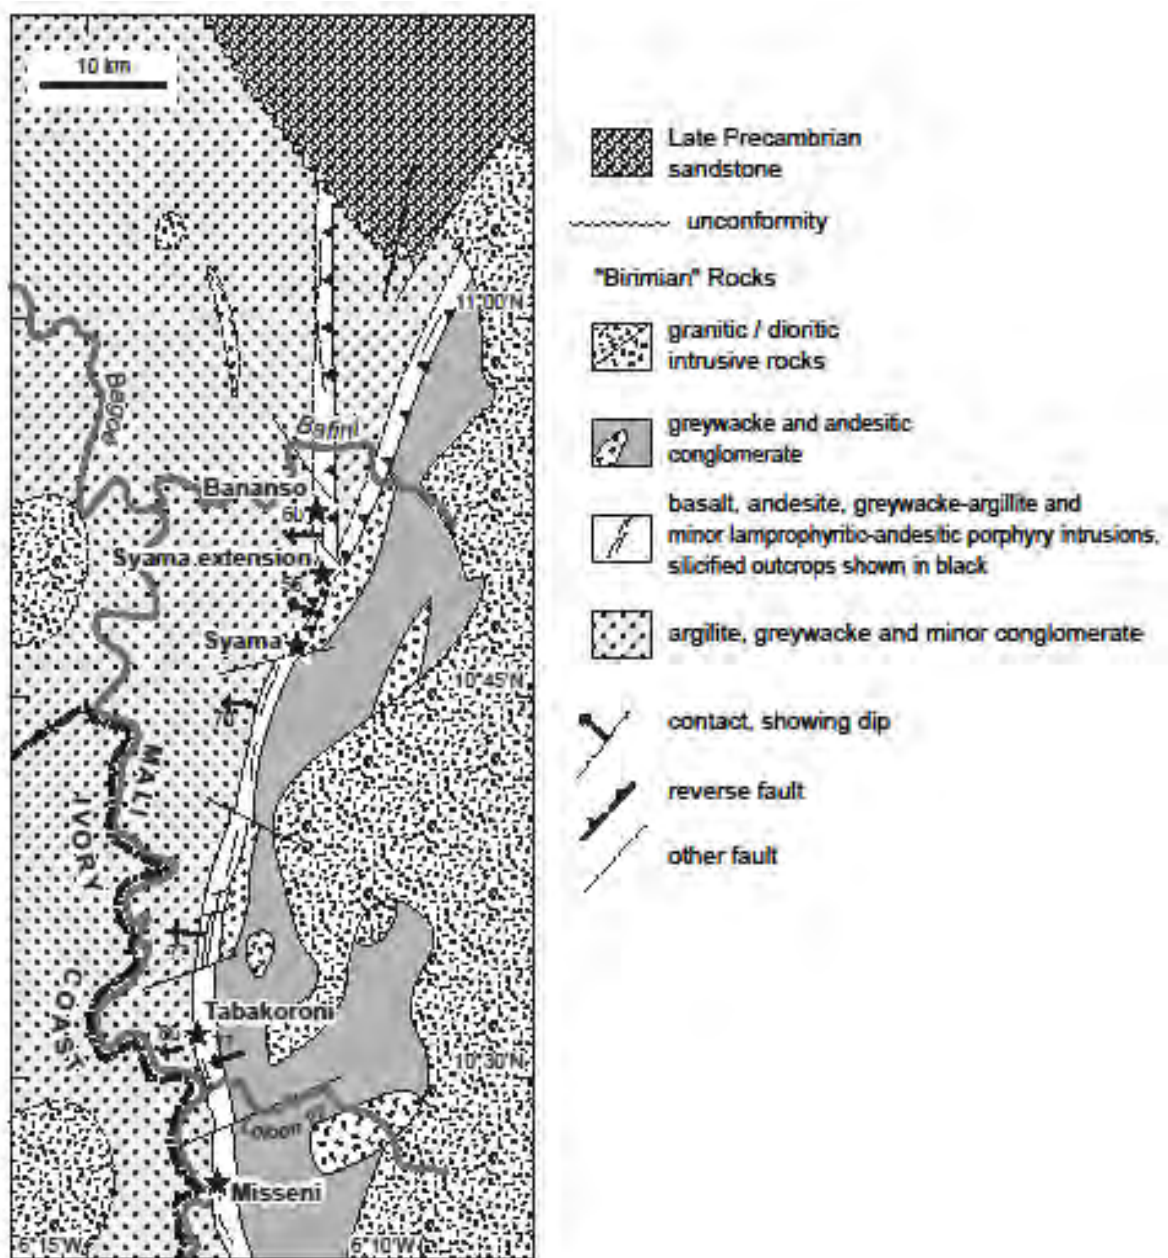 10 km
11°00'N
Bagoe
Bafini
Bananso
60
Syama extension
Syama
10°45'N
70
MALI
IVORY
COAST
Tabakoroni
80
77
10°30'N
Misseni
6°15'W
6°10'W
Late Precambrian
sandstone
unconformity
"Birimian" Rocks
granitic / dioritic
intrusive rocks
greywacke and andesitic
conglomerate
basalt, andesite, greywacke-argillite and
minor lamprophyritic-andesitic porphyry intrusions,
silicified outcrops shown in black
argilite, greywacke and minor conglomerate
contact, showing dip
reverse fault
other fault